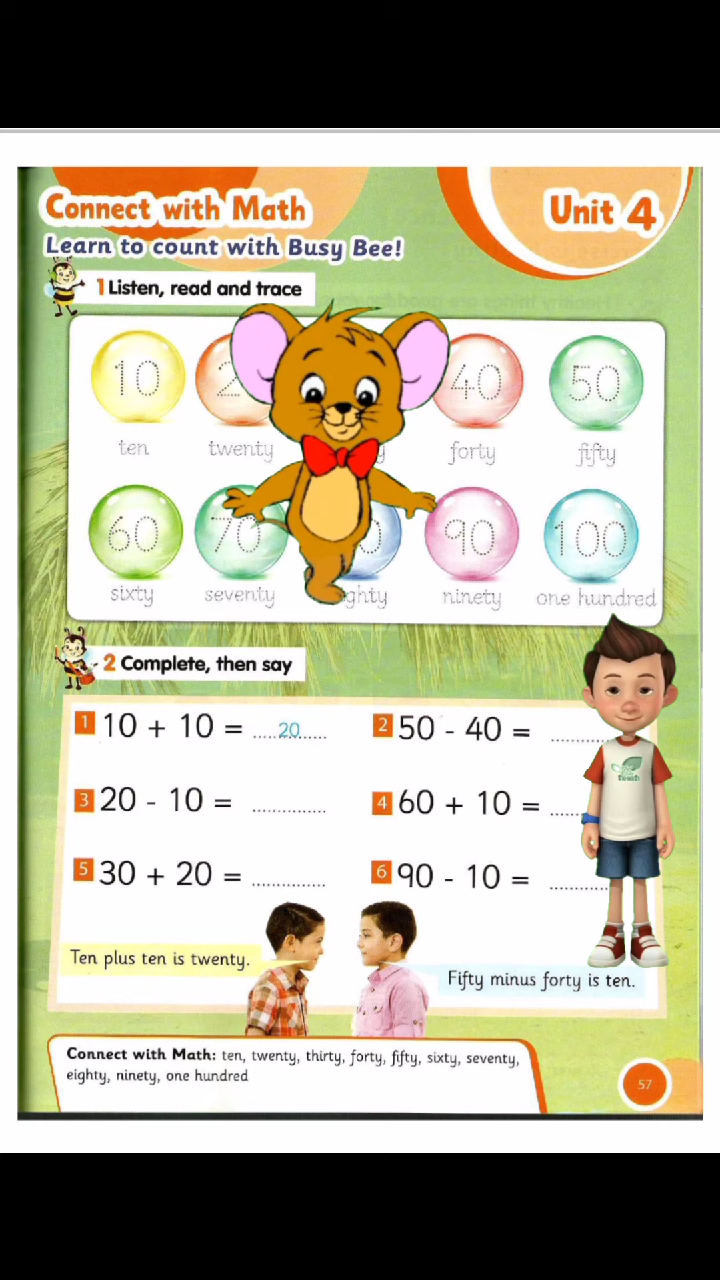 Connect with Math
Unit 4
Learn to count with Busy Bee!
1 Listen, read and trace
10 2 40 50
ten twenty forty fifty
60 70 0 90 100
sixty seventy ghty ninety one hundred
2 Complete, then say
1 10 + 10 = ....20......
2 50 - 40 = ..........
3 20 - 10 = ..............
4 60 + 10 = .....
5 30 + 20 = ..............
6 90 - 10 = ...........
Ten plus ten is twenty.
Fifty minus forty is ten.
Connect with Math: ten, twenty, thirty, forty, fifty, sixty, seventy,
eighty, ninety, one hundred
57